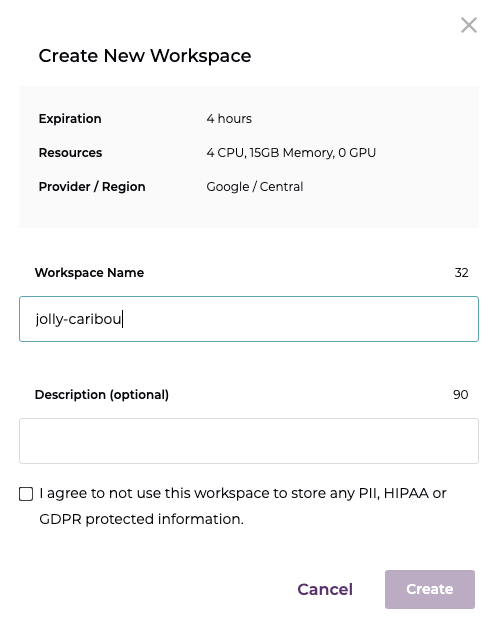 Create New Workspace
Expiration 4 hours
Resources 4 CPU, 15GB Memory, 0 GPU
Provider / Region Google / Central
Workspace Name 32
jolly-caribou
Description (optional) 90
I agree to not use this workspace to store any PII, HIPAA or
GDPR protected information.
Cancel Create